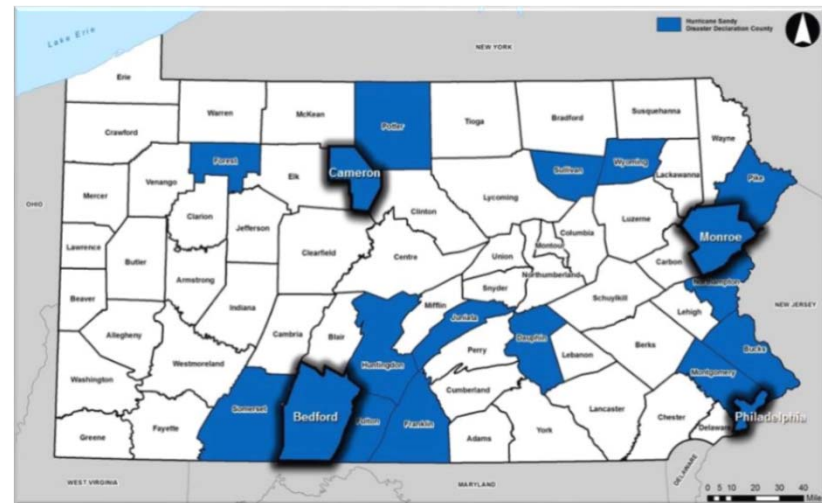 Lake Erie
Hurricane Sandy
Disaster Declaration County
NEW YORK
Erie
Warren
McKean
Potter
Tioga
Bradford
Susquehanna
Wayne
Crawford
Forest
Cameron
Elk
Sullivan
Wyoming
Lackawanna
Pike
Mercer
Venango
Clarion
Jefferson
Clinton
Lycoming
Columbia
Luzerne
Monroe
OHIO
Lawrence
Butler
Armstrong
Clearfield
Centre
Union
Montour
Northumberland
Carbon
Snyder
Schuylkill
Northampton
Beaver
Indiana
Mifflin
Juniata
Lehigh
NEW JERSEY
Allegheny
Cambria
Blair
Huntingdon
Perry
Dauphin
Lebanon
Berks
Bucks
Westmoreland
Montgomery
Washington
Somerset
Bedford
Fulton
Franklin
Cumberland
Lancaster
Chester
Philadelphia
Delaware
Greene
Fayette
Adams
York
WEST VIRGINIA
MARYLAND
DELAWARE
0 5 10 20 30 40
Mile